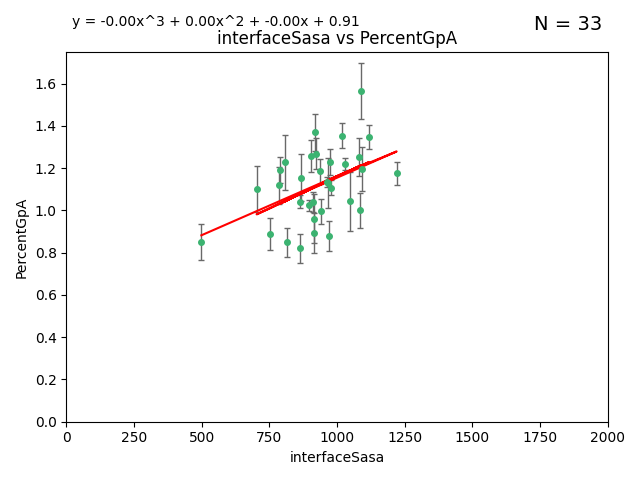 y = -0.00x^3 + 0.00x^2 + -0.00x + 0.91
N = 33
interfaceSasa vs PercentGpA
PercentGpA
1.6
1.4
1.2
1.0
0.8
0.6
0.4
0.2
0.0
0 250 500 750 1000 1250 1500 1750 2000
interfaceSasa